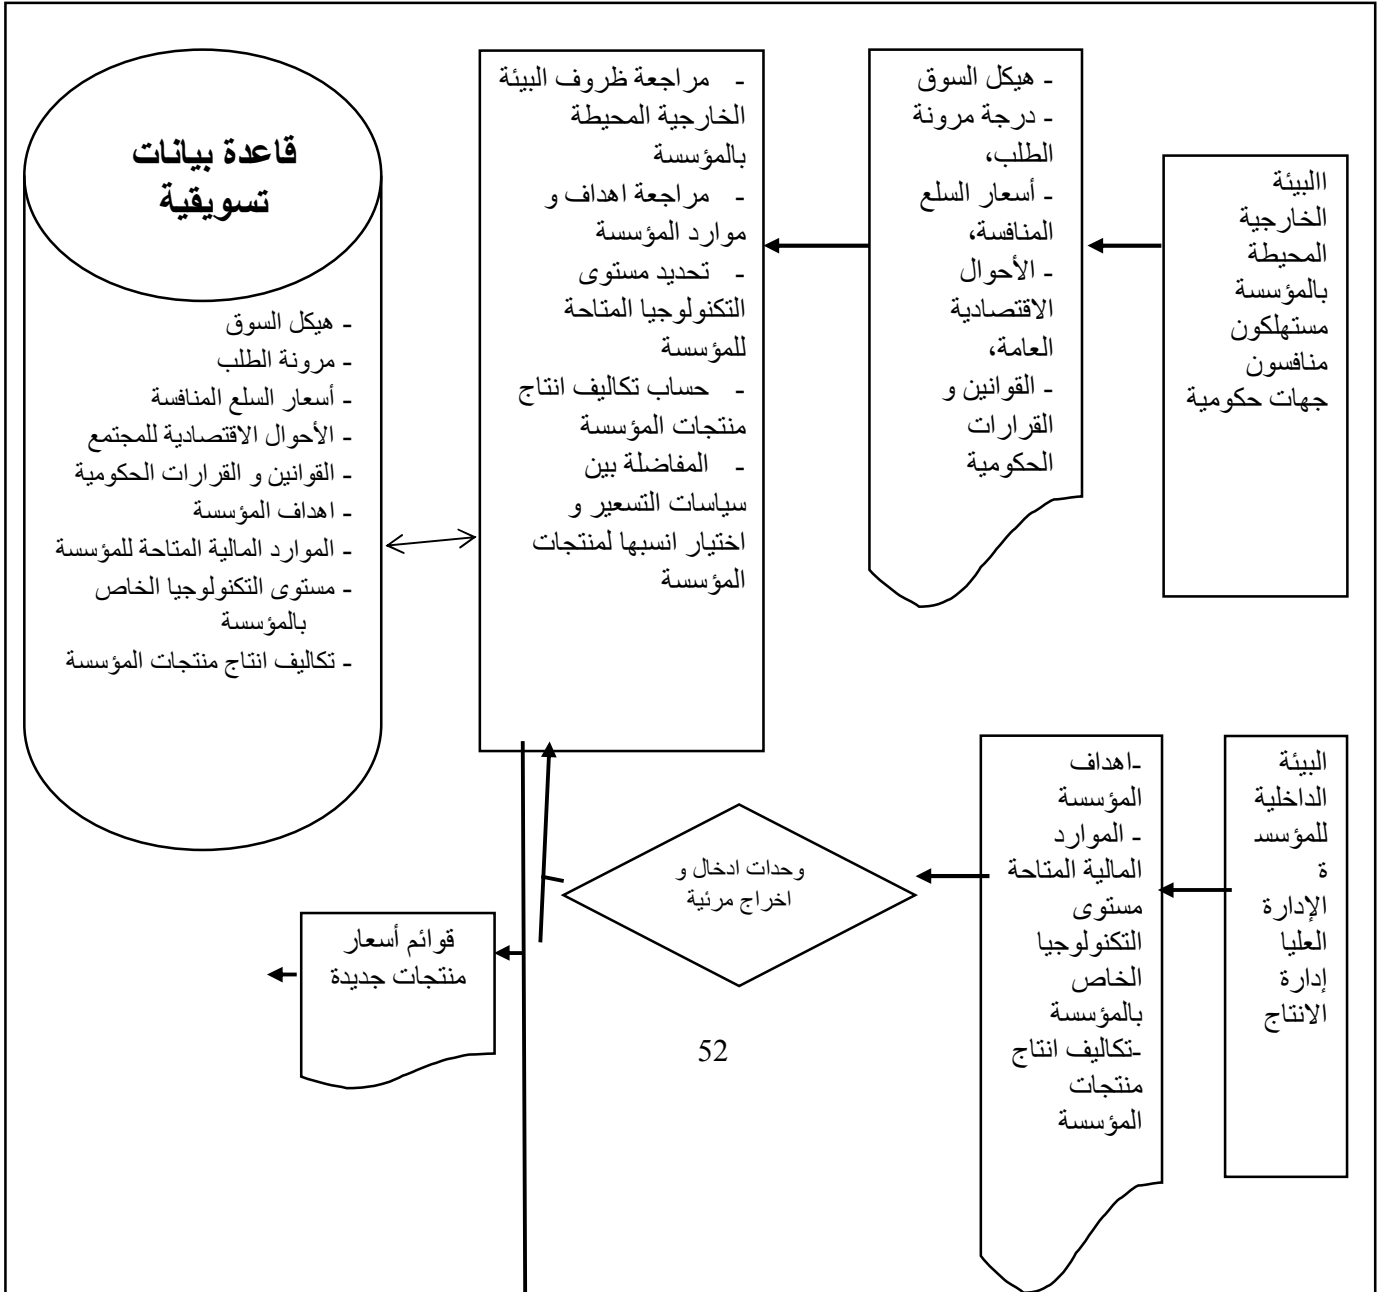 - هيكل السوق
- درجة مرونة
الطلب،
- أسعار السلع
المنافسة،
- الأحوال
الاقتصادية
العامة،
- القوانين و
القرارات
الحكومية
االبيئة
الخارجية
المحيطة
بالمؤسسة
مستهلكون
منافسون
جهات حكومية
- مراجعة ظروف البيئة
الخارجية المحيطة
بالمؤسسة
- مراجعة اهداف و
موارد المؤسسة
- تحديد مستوى
التكنولوجيا المتاحة
للمؤسسة
- حساب تكاليف انتاج
منتجات المؤسسة
- المفاضلة بين
سياسات التسعير و
اختيار انسبها لمنتجات
المؤسسة
قاعدة بيانات
تسويقية
- هيكل السوق
- مرونة الطلب
- أسعار السلع المنافسة
- الأحوال الاقتصادية للمجتمع
- القوانين و القرارات الحكومية
- اهداف المؤسسة
- الموارد المالية المتاحة للمؤسسة
- مستوى التكنولوجيا الخاص
بالمؤسسة
- تكاليف انتاج منتجات المؤسسة
البيئة
الداخلية
للمؤسس
ة
الإدارة
العليا
إدارة
الانتاج
-اهداف
المؤسسة
- الموارد
المالية المتاحة
مستوى
التكنولوجيا
الخاص
بالمؤسسة
-تكاليف انتاج
منتجات
المؤسسة
وحدات ادخال و
اخراج مرئية
قوائم أسعار
منتجات جديدة
52